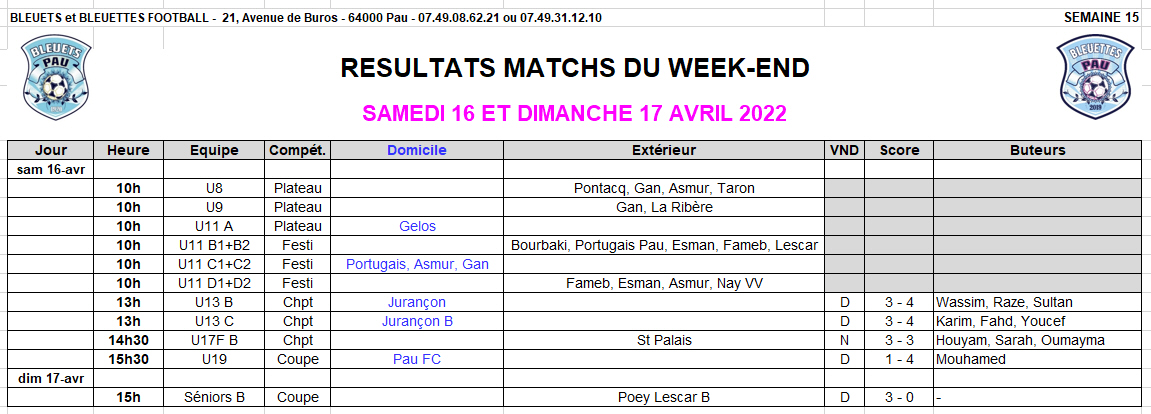 BLEUETS et BLEUETTES FOOTBALL - 21, Avenue de Buros - 64000 Pau - 07.49.08.62.21 ou 07.49.31.12.10 SEMAINE 15
BLEUETS PAU
BLEUETTES PAU 2019
RESULTATS MATCHS DU WEEK-END
SAMEDI 16 ET DIMANCHE 17 AVRIL 2022
Jour Heure Equipe Compét. Domicile Extérieur VND Score Buteurs
sam 16-avr
10h U8 Plateau Pontacq, Gan, Asmur, Taron
10h U9 Plateau Gan, La Ribère
10h U11 A Plateau Gelos
10h U11 B1+B2 Festi Bourbaki, Portugais Pau, Esman, Fameb, Lescar
10h U11 C1+C2 Festi Portugais, Asmur, Gan
10h U11 D1+D2 Festi Fameb, Esman, Asmur, Nay VV
13h U13 B Chpt Jurançon D 3 - 4 Wassim, Raze, Sultan
13h U13 C Chpt Jurançon B D 3 - 4 Karim, Fahd, Youcef
14h30 U17F B Chpt St Palais N 3 - 3 Houyam, Sarah, Oumayma
15h30 U19 Coupe Pau FC D 1 - 4 Mouhamed
dim 17-avr
15h Séniors B Coupe Poey Lescar B D 3 - 0 -